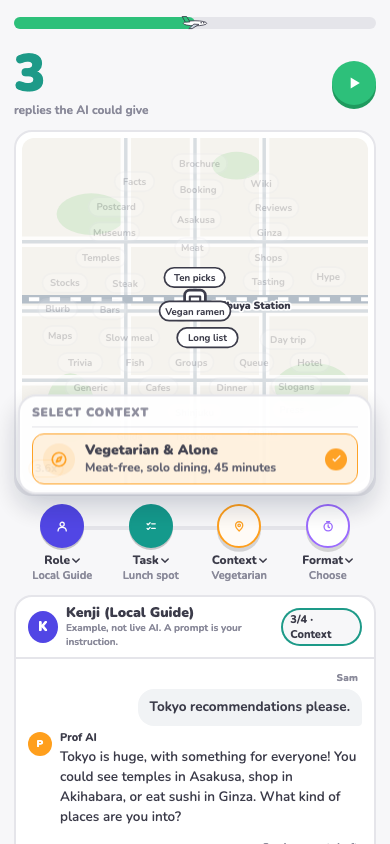 3
replies the AI could give
Brochure
Facts
Wiki
Booking
Postcard
Reviews
Asakusa
Museums
Ginza
Meat
Temples
Shops
Ten picks
Hype
Stocks
Steak
Tasting
buya Station
Blurb
Bars
Vegan ramen
Maps
Slow meal
Long list
Day trip
Trivia
Fish
Groups
Queue
Hotel
Generic
Cafes
Dinner
Slogans
SELECT CONTEXT
Vegetarian & Alone
Meat-free, solo dining, 45 minutes
Role
Task
Context
Format
Local Guide
Lunch spot
Vegetarian
Choose
K
Kenji (Local Guide)
Example, not live AI. A prompt is your
instruction.
3/4 ·
Context
Sam
Tokyo recommendations please.
P
Prof AI
Tokyo is huge, with something for everyone! You
could see temples in Asakusa, shop in
Akihabara, or eat sushi in Ginza. What kind of
places are you into?